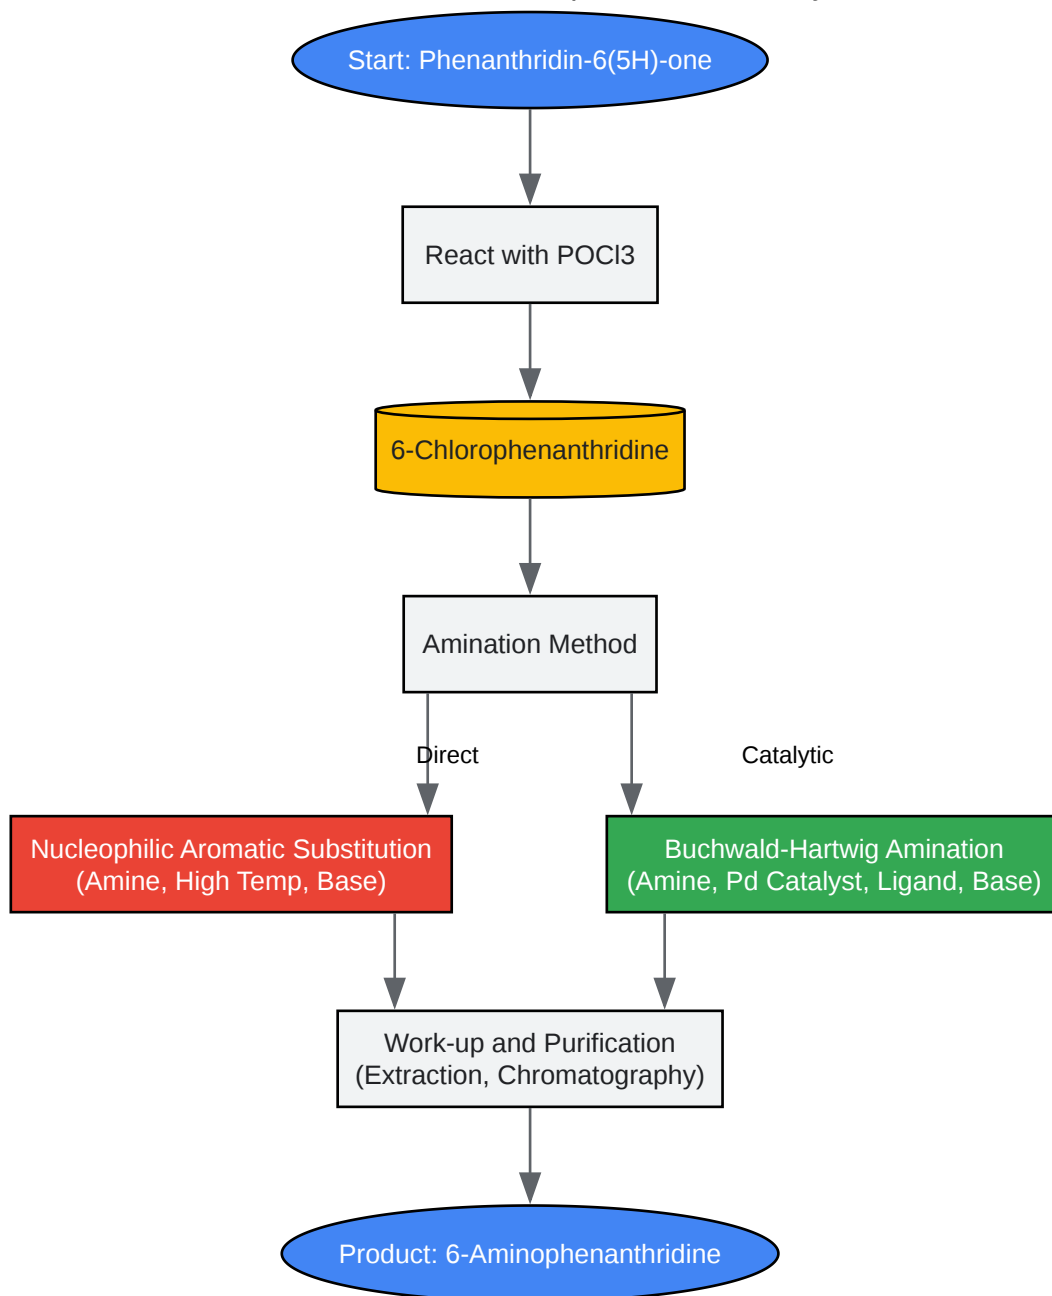 Start: Phenanthridin-6(5H)-one
React with POCl3
6-Chlorophenanthridine
Amination Method
Direct
Catalytic
Nucleophilic Aromatic Substitution
(Amine, High Temp, Base)
Buchwald-Hartwig Amination
(Amine, Pd Catalyst, Ligand, Base)
Work-up and Purification
(Extraction, Chromatography)
Product: 6-Aminophenanthridine